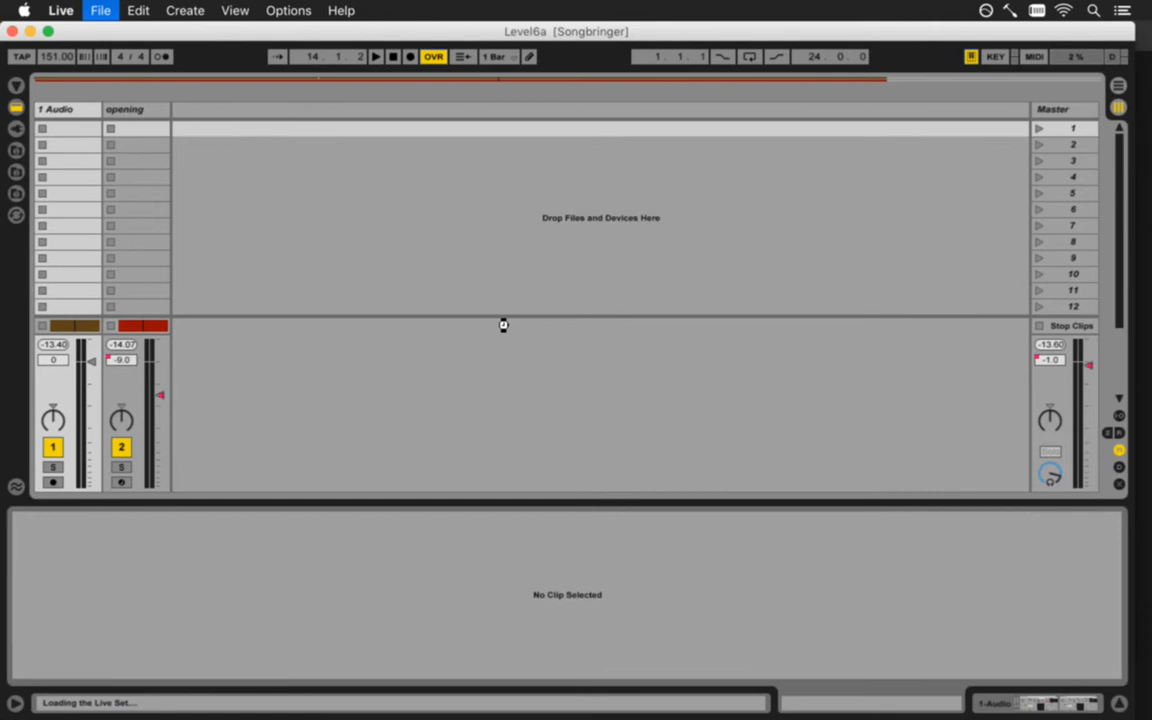 Live File Edit Create View Options Help
Level6a [Songbringer]
TAP 151.00 4 / 4 14 . 1 . 2 OVR 1 Bar 1 . 1 . 1 24 . 0 . 0 KEY MIDI 2 % D
1 Audio opening Master
1
2
3
4
5
6
7
8
9
10
11
12
Drop Files and Devices Here
Stop Clips
-13.40 -14.07 -13.60
0 -9.0 -1.0
1 2 Solo
S S
No Clip Selected
Loading the Live Set... 1-Audio